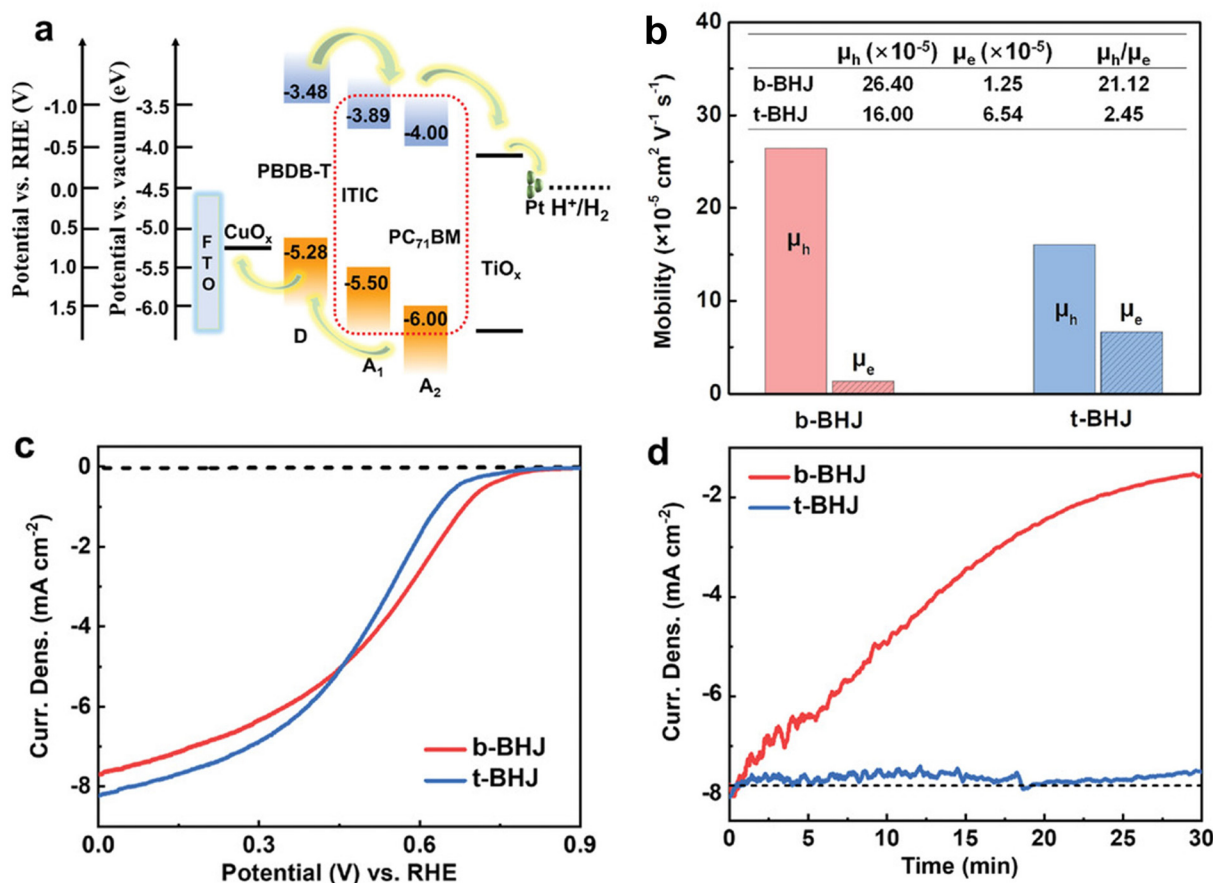 a
Potential vs. RHE (V)
-1.0
-0.5
0.0
0.5
1.0
1.5
Potential vs. vacuum (eV)
-3.5
-4.0
-4.5
-5.0
-5.5
-6.0
FTO
CuOₓ
-3.48
-3.89
-4.00
PBDB-T
ITIC
PC₇₁BM
-5.28
-5.50
-6.00
D
A₁
A₂
TiOₓ
Pt H⁺/H₂
b
Mobility (×10⁻⁵ cm² V⁻¹ s⁻¹)
40
30
20
10
0
μₕ (×10⁻⁵) μₑ (×10⁻⁵) μₕ/μₑ
b-BHJ 26.40 1.25 21.12
t-BHJ 16.00 6.54 2.45
μₕ
μₑ
μₕ
μₑ
b-BHJ t-BHJ
c
Curr. Dens. (mA cm⁻²)
0
-2
-4
-6
-8
b-BHJ
t-BHJ
0.0 0.3 0.6 0.9
Potential (V) vs. RHE
d
Curr. Dens. (mA cm⁻²)
-2
-4
-6
-8
b-BHJ
t-BHJ
0 5 10 15 20 25 30
Time (min)